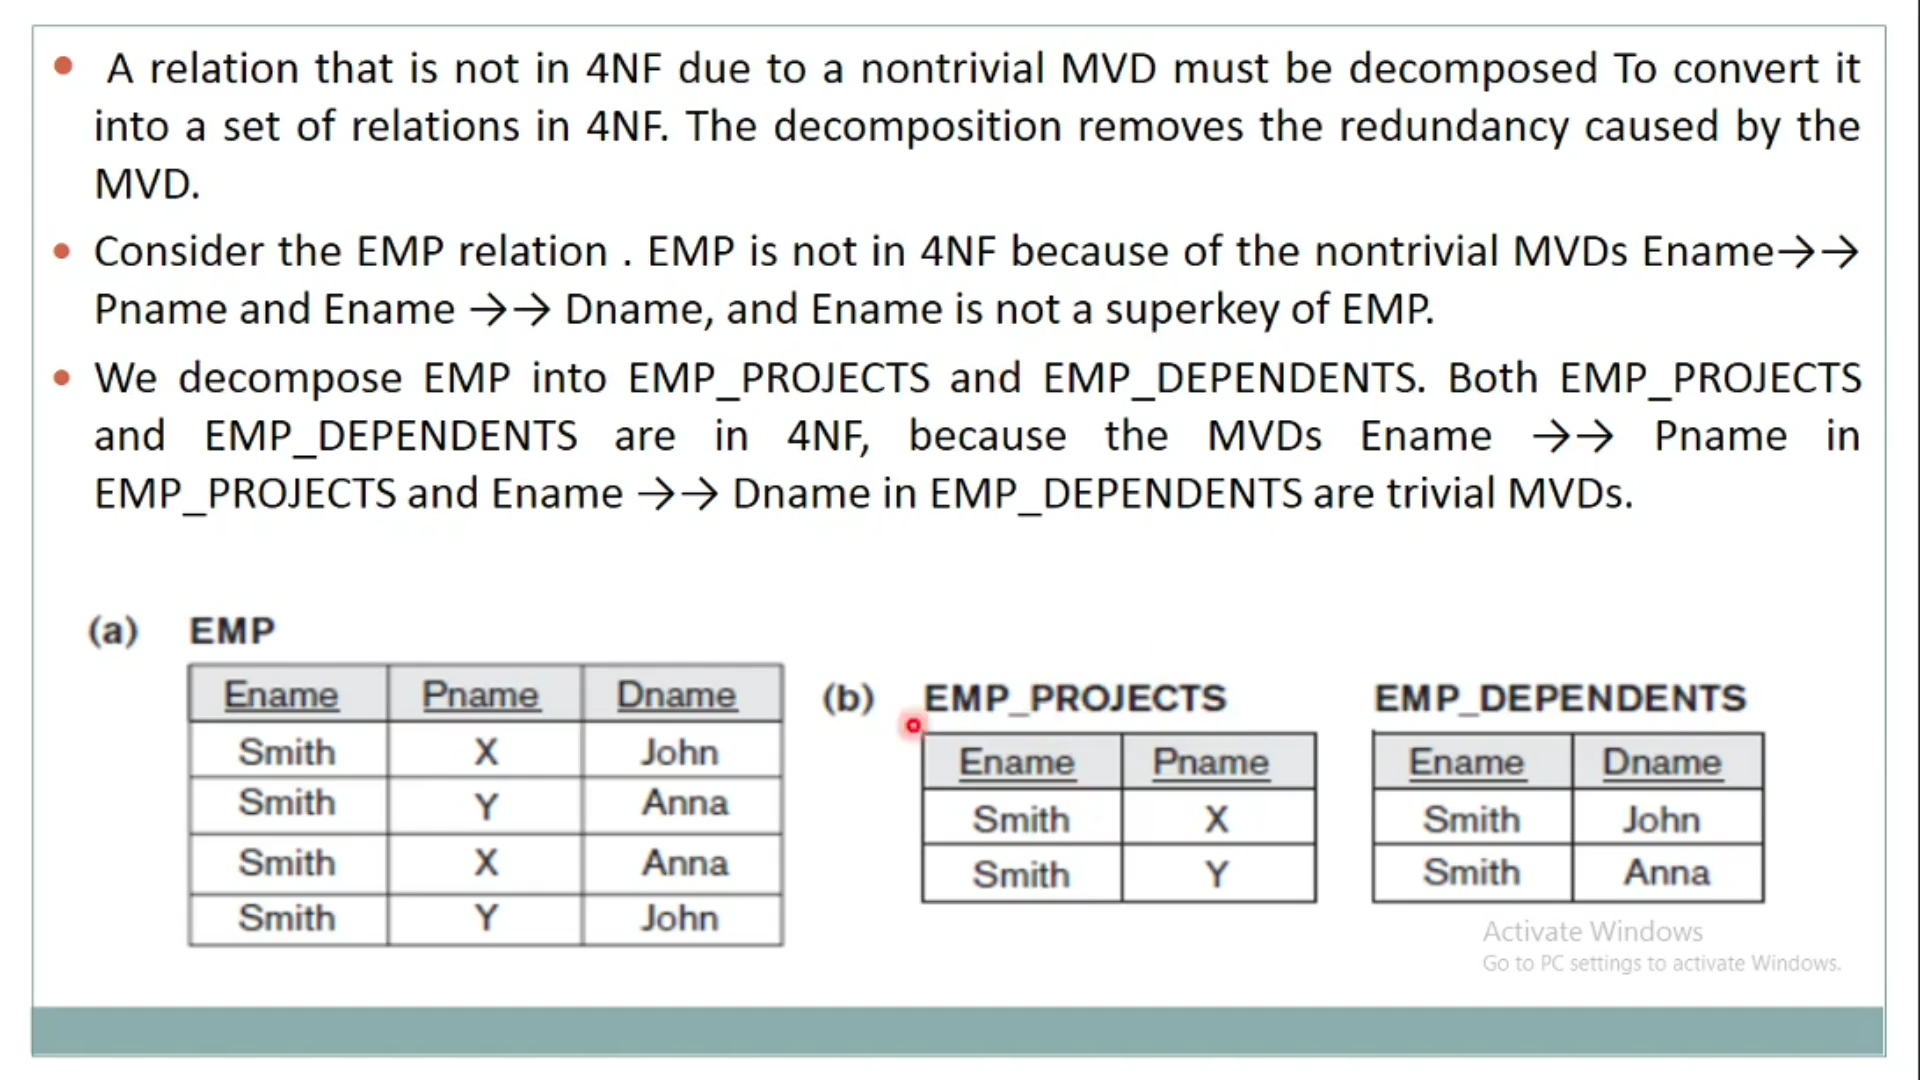 A relation that is not in 4NF due to a nontrivial MVD must be decomposed To convert it
into a set of relations in 4NF. The decomposition removes the redundancy caused by the
MVD.
Consider the EMP relation . EMP is not in 4NF because of the nontrivial MVDs Ename→→
Pname and Ename →→ Dname, and Ename is not a superkey of EMP.
We decompose EMP into EMP_PROJECTS and EMP_DEPENDENTS. Both EMP_PROJECTS
and EMP_DEPENDENTS are in 4NF, because the MVDs Ename →→ Pname in
EMP_PROJECTS and Ename →→ Dname in EMP_DEPENDENTS are trivial MVDs.
(a) EMP
Ename Pname Dname
Smith X John
Smith Y Anna
Smith X Anna
Smith Y John
(b) EMP_PROJECTS
Ename Pname
Smith X
Smith Y
EMP_DEPENDENTS
Ename Dname
Smith John
Smith Anna
Activate Windows
Go to PC settings to activate Windows.